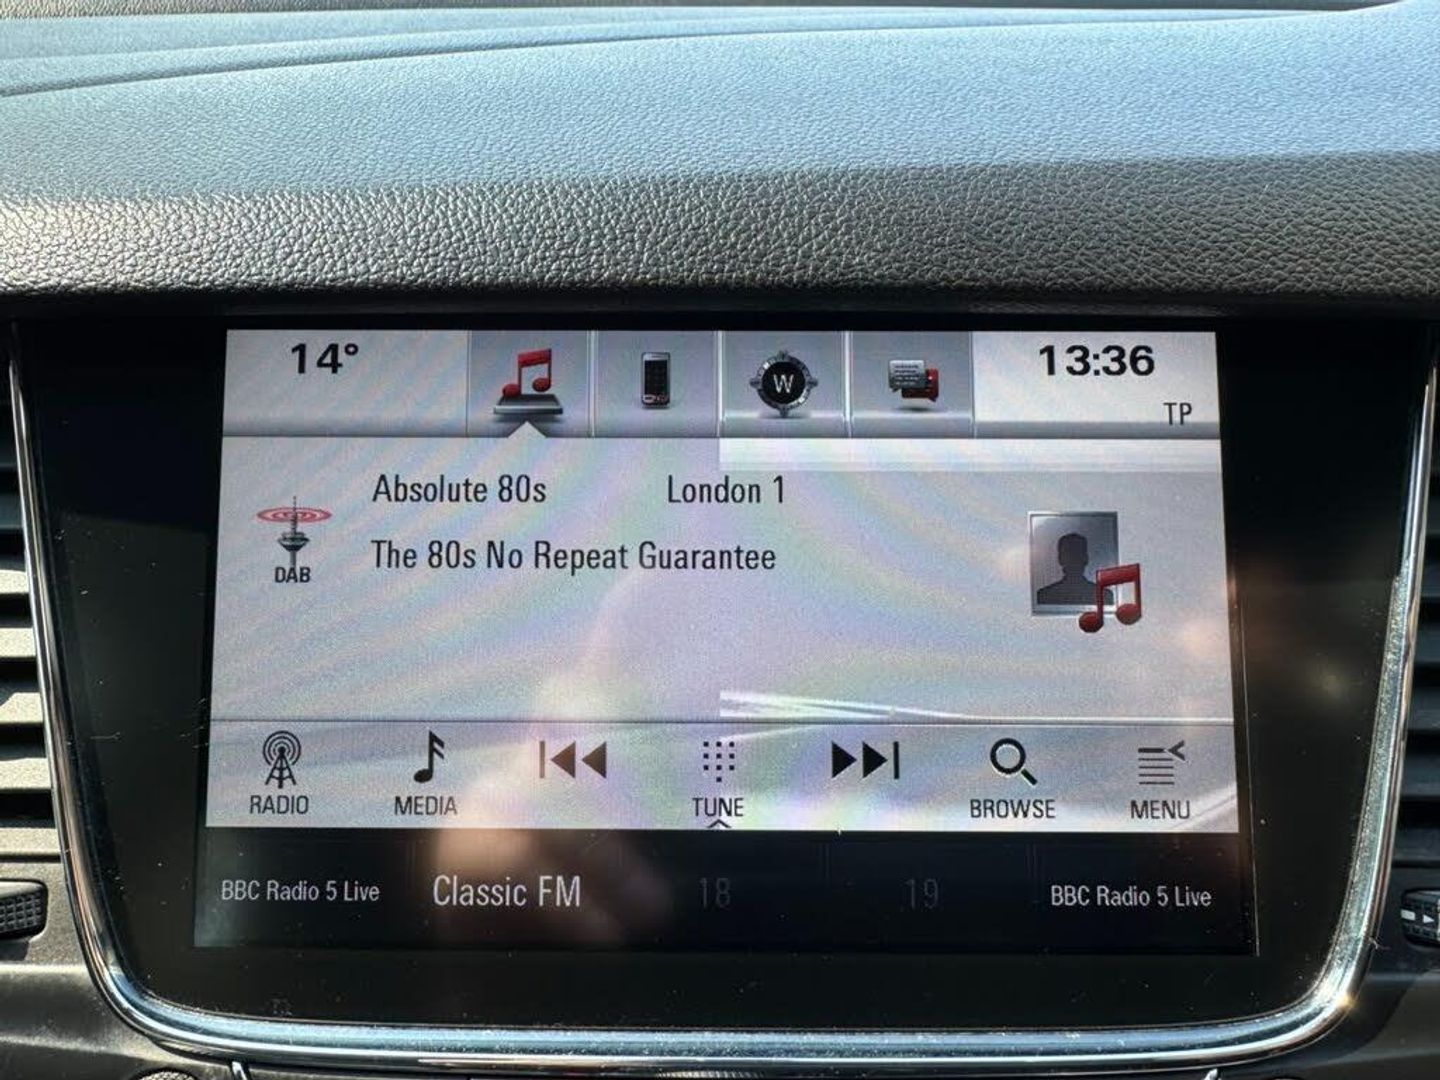 14°
W
13:36
TP
Absolute 80s London 1
The 80s No Repeat Guarantee
DAB
RADIO MEDIA TUNE BROWSE MENU
BBC Radio 5 Live Classic FM 18 19 BBC Radio 5 Live